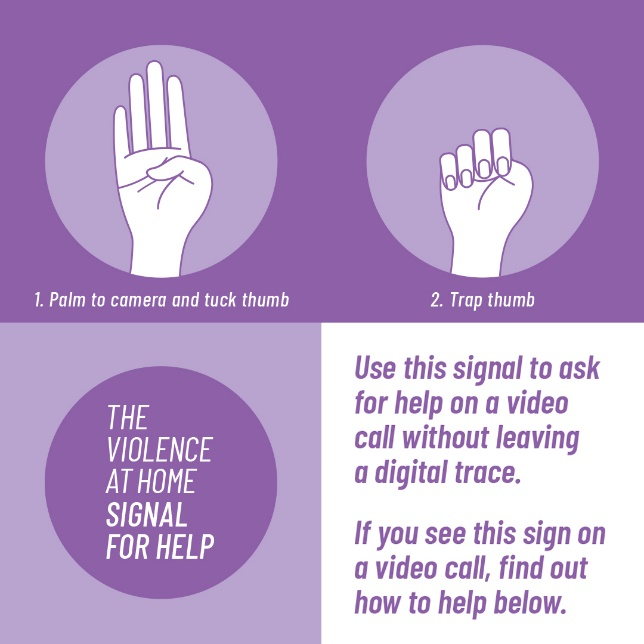 1. Palm to camera and tuck thumb
2. Trap thumb
THE
VIOLENCE
AT HOME
SIGNAL
FOR HELP
Use this signal to ask
for help on a video
call without leaving
a digital trace.
If you see this sign on
a video call, find out
how to help below.